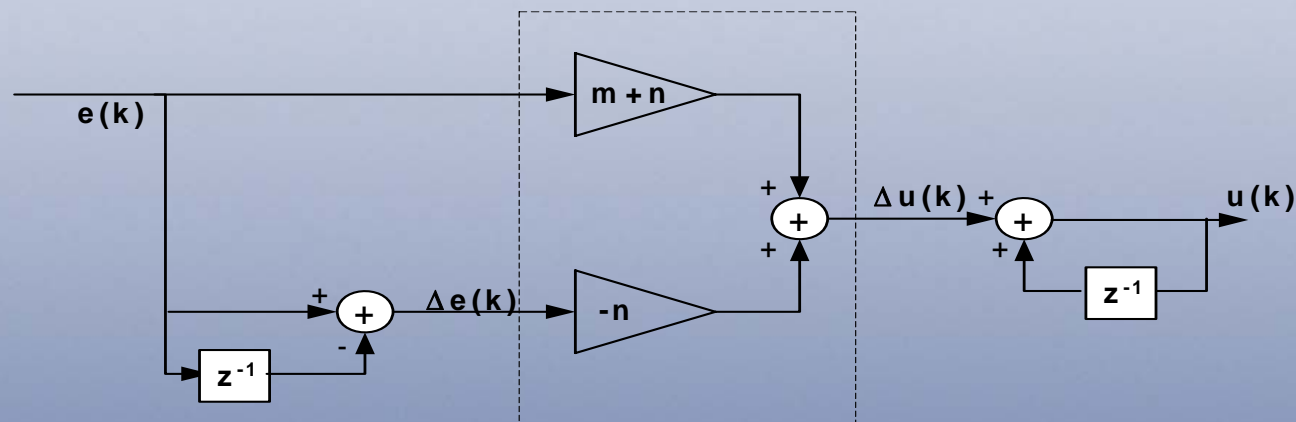 m + n
e(k)
+
Δu(k)
+
u(k)
+
+
+
+
+
Δe(k)
-n
z⁻¹
+
-
z⁻¹